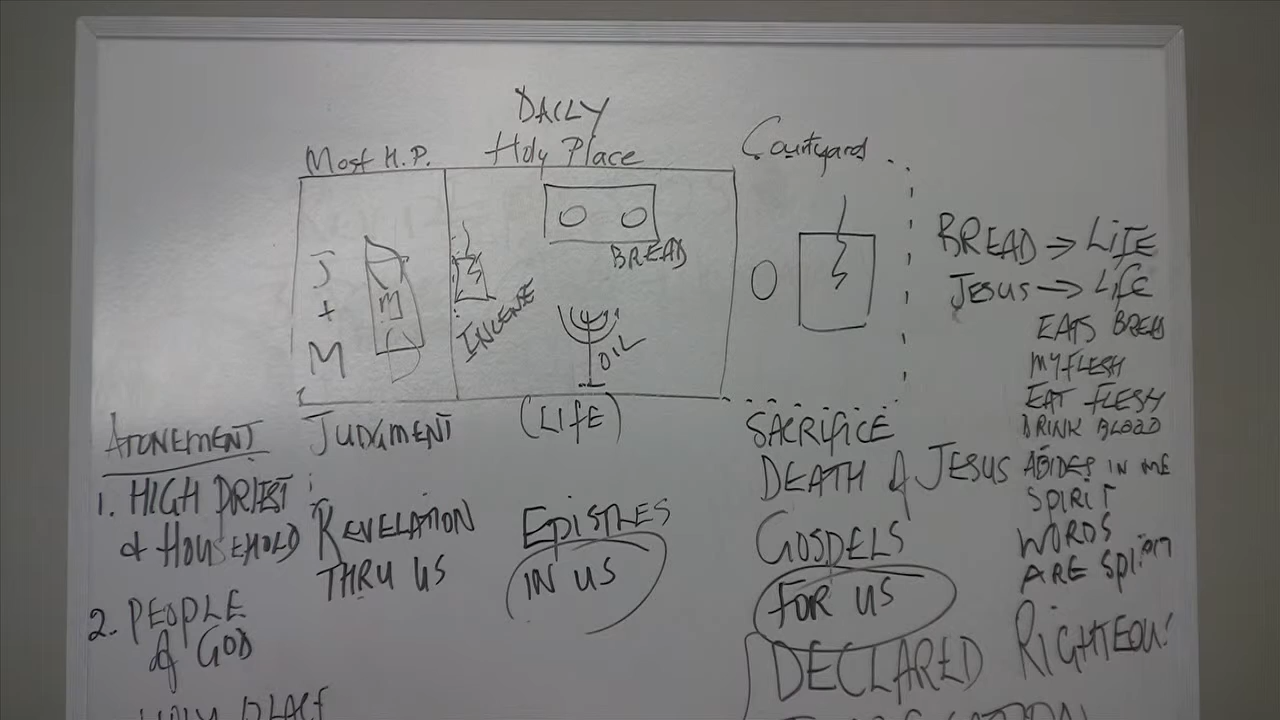 DAILY
Most H.P.
Holy Place
Courtyard
J
+
M
INCENSE
BREAD
OIL
BREAD → LIFE
JESUS → LIFE
EATS BREAD
MY FLESH
EAT FLESH
DRINK BLOOD
ABIDES IN ME
SPIRIT
WORDS
ARE SPIRIT
ATONEMENT
1. HIGH PRIEST
& HOUSEHOLD
2. PEOPLE
of GOD
HOLY PLACE
JUDGMENT
REVELATION
THRU US
(LIFE)
EPISTLES
IN US
SACRIFICE
DEATH of JESUS
GOSPELS
FOR US
DECLARED RIGHTEOUS